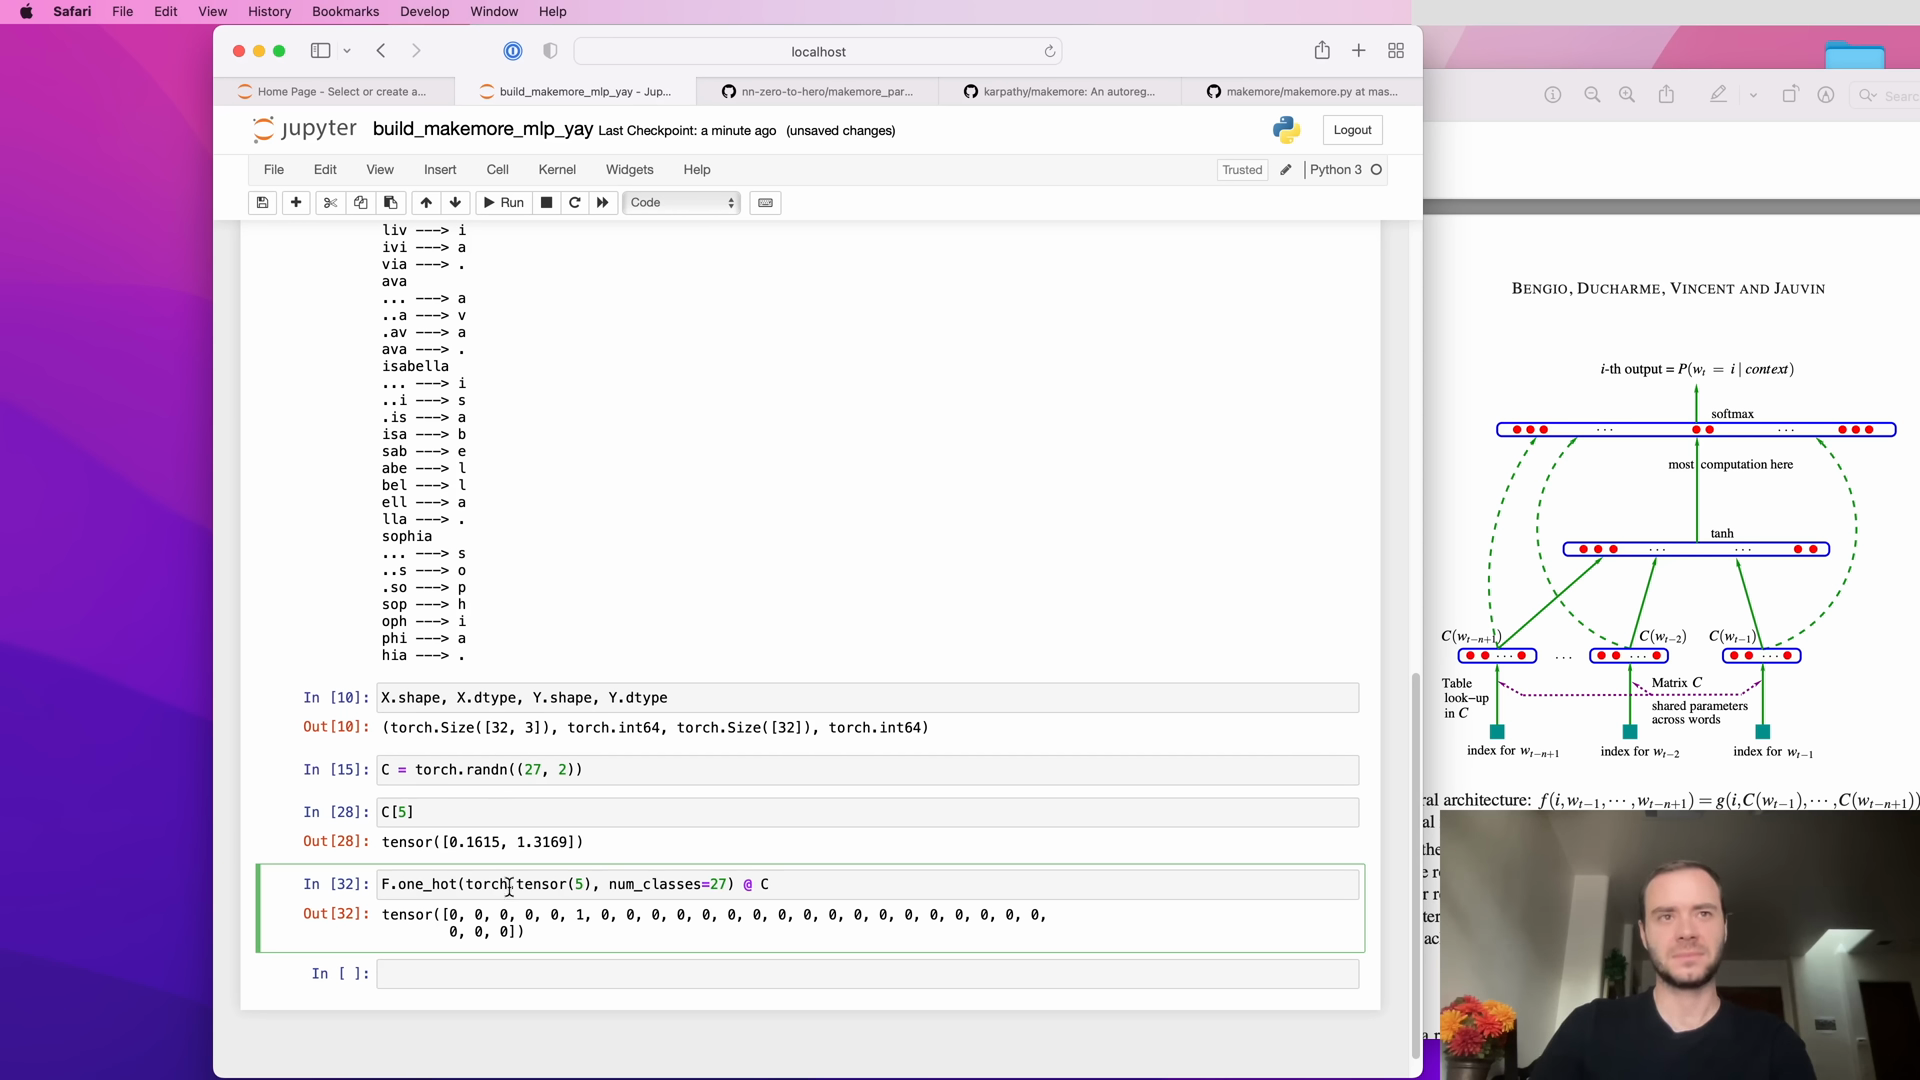 Safari File Edit View History Bookmarks Develop Window Help
localhost
Home Page - Select or create a...
build_makemore_mlp_yay - Jup...
nn-zero-to-hero/makemore_par...
karpathy/makemore: An autoreg...
makemore/makemore.py at mas...
Search
jupyter build_makemore_mlp_yay Last Checkpoint: a minute ago (unsaved changes)
Logout
File Edit View Insert Cell Kernel Widgets Help
Trusted
Python 3
Run
Code
liv ---> i
ivi ---> a
via ---> .
ava
... ---> a
..a ---> v
.av ---> a
ava ---> .
isabella
... ---> i
..i ---> s
.is ---> a
isa ---> b
sab ---> e
abe ---> l
bel ---> l
ell ---> a
lla ---> .
sophia
... ---> s
..s ---> o
.so ---> p
sop ---> h
oph ---> i
phi ---> a
hia ---> .
In [10]: X.shape, X.dtype, Y.shape, Y.dtype
Out[10]: (torch.Size([32, 3]), torch.int64, torch.Size([32]), torch.int64)
In [15]: C = torch.randn((27, 2))
In [28]: C[5]
Out[28]: tensor([0.1615, 1.3169])
In [32]: F.one_hot(torch.tensor(5), num_classes=27) @ C
Out[32]: tensor([0, 0, 0, 0, 0, 1, 0, 0, 0, 0, 0, 0, 0, 0, 0, 0, 0, 0, 0, 0, 0, 0, 0, 0,
0, 0, 0])
In [ ]:
BENGIO, DUCHARME, VINCENT AND JAUVIN
i-th output = P(w_t = i | context)
softmax
. . .
. . .
most computation here
tanh
. . .
. . .
C(w_{t−n+1})
C(w_{t−2})
C(w_{t−1})
. . .
. . .
. . .
. . .
Table
look−up
in C
Matrix C
shared parameters
across words
index for w_{t−n+1}
index for w_{t−2}
index for w_{t−1}
ral architecture: f(i,w_{t−1},··· ,w_{t−n+1}) = g(i,C(w_{t−1}),··· ,C(w_{t−n+1}))
al
the